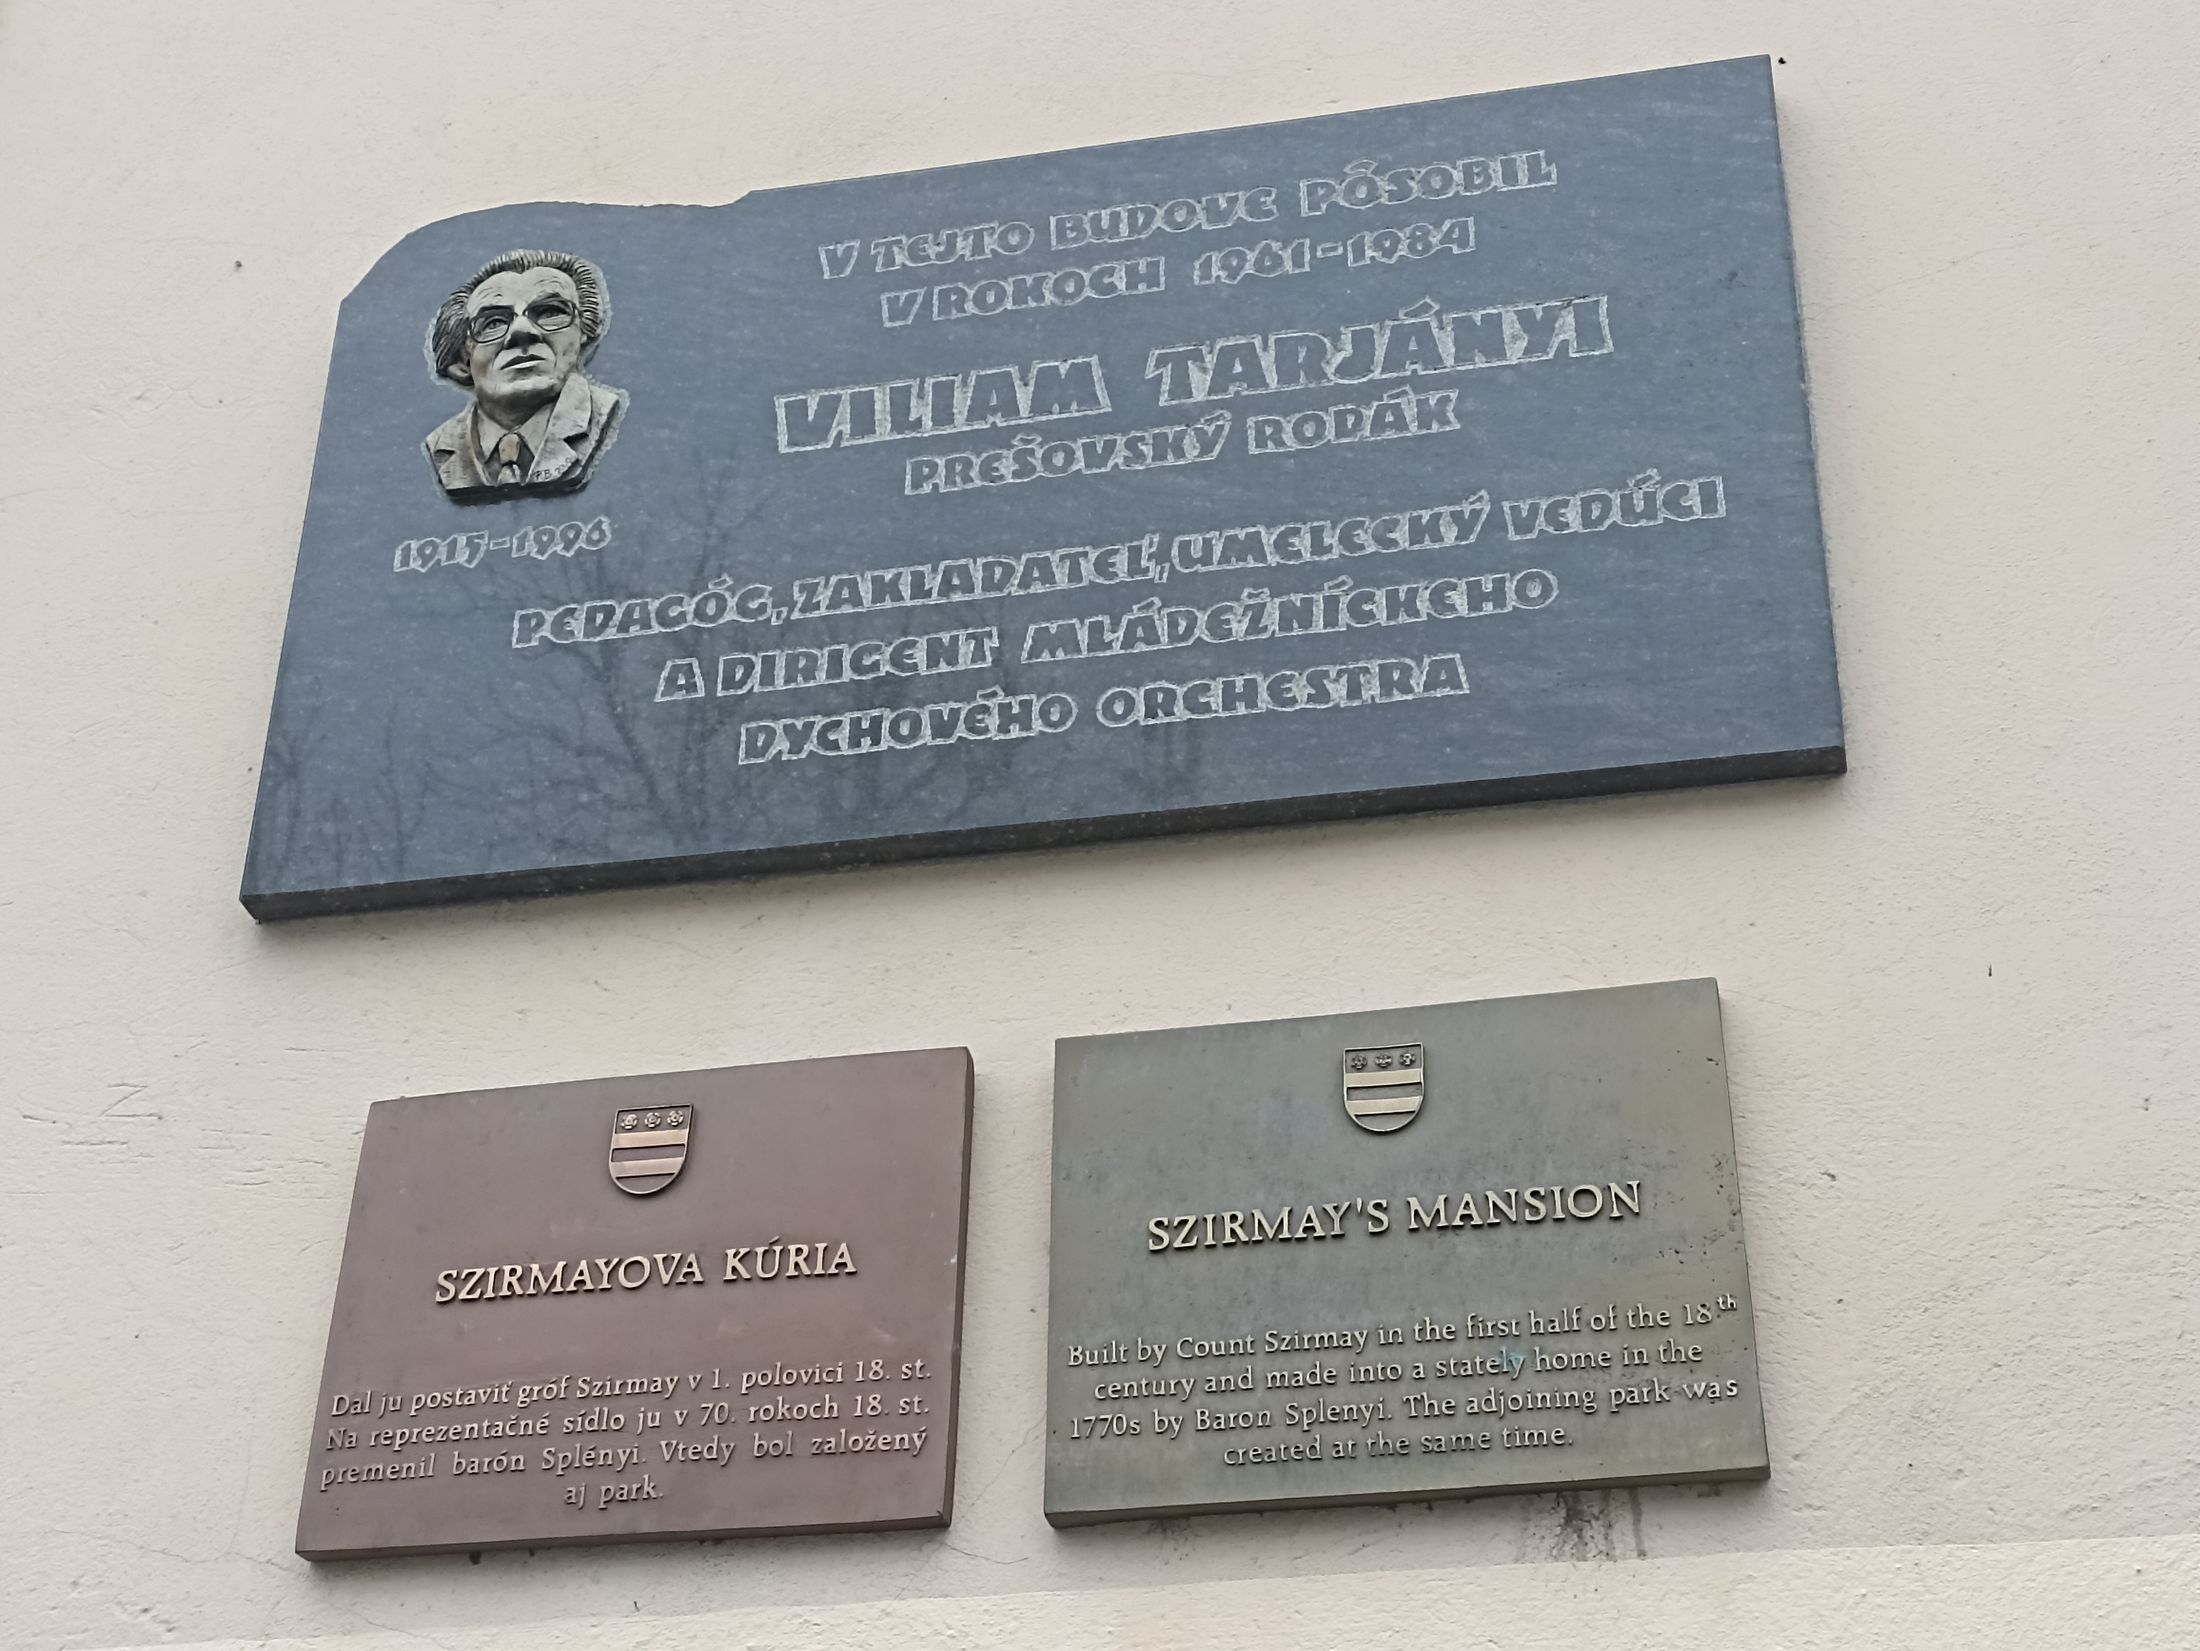 V TEJTO BUDOVE PÔSOBIL
V ROKOCH 1961-1984
VILIAM TARJÁNYI
PREŠOVSKÝ RODÁK
1915-1996
PEDAGÓG, ZAKLADATEĽ, UMELECKÝ VEDÚCI
A DIRIGENT MLÁDEŽNÍCKEHO
DYCHOVÉHO ORCHESTRA
SZIRMAYOVA KÚRIA
Dal ju postaviť gróf Szirmay v 1. polovici 18. st.
Na reprezentačné sídlo ju v 70. rokoch 18. st.
premenil barón Splényi. Vtedy bol založený
aj park.
SZIRMAY'S MANSION
Built by Count Szirmay in the first half of the 18th
century and made into a stately home in the
1770s by Baron Splenyi. The adjoining park was
created at the same time.